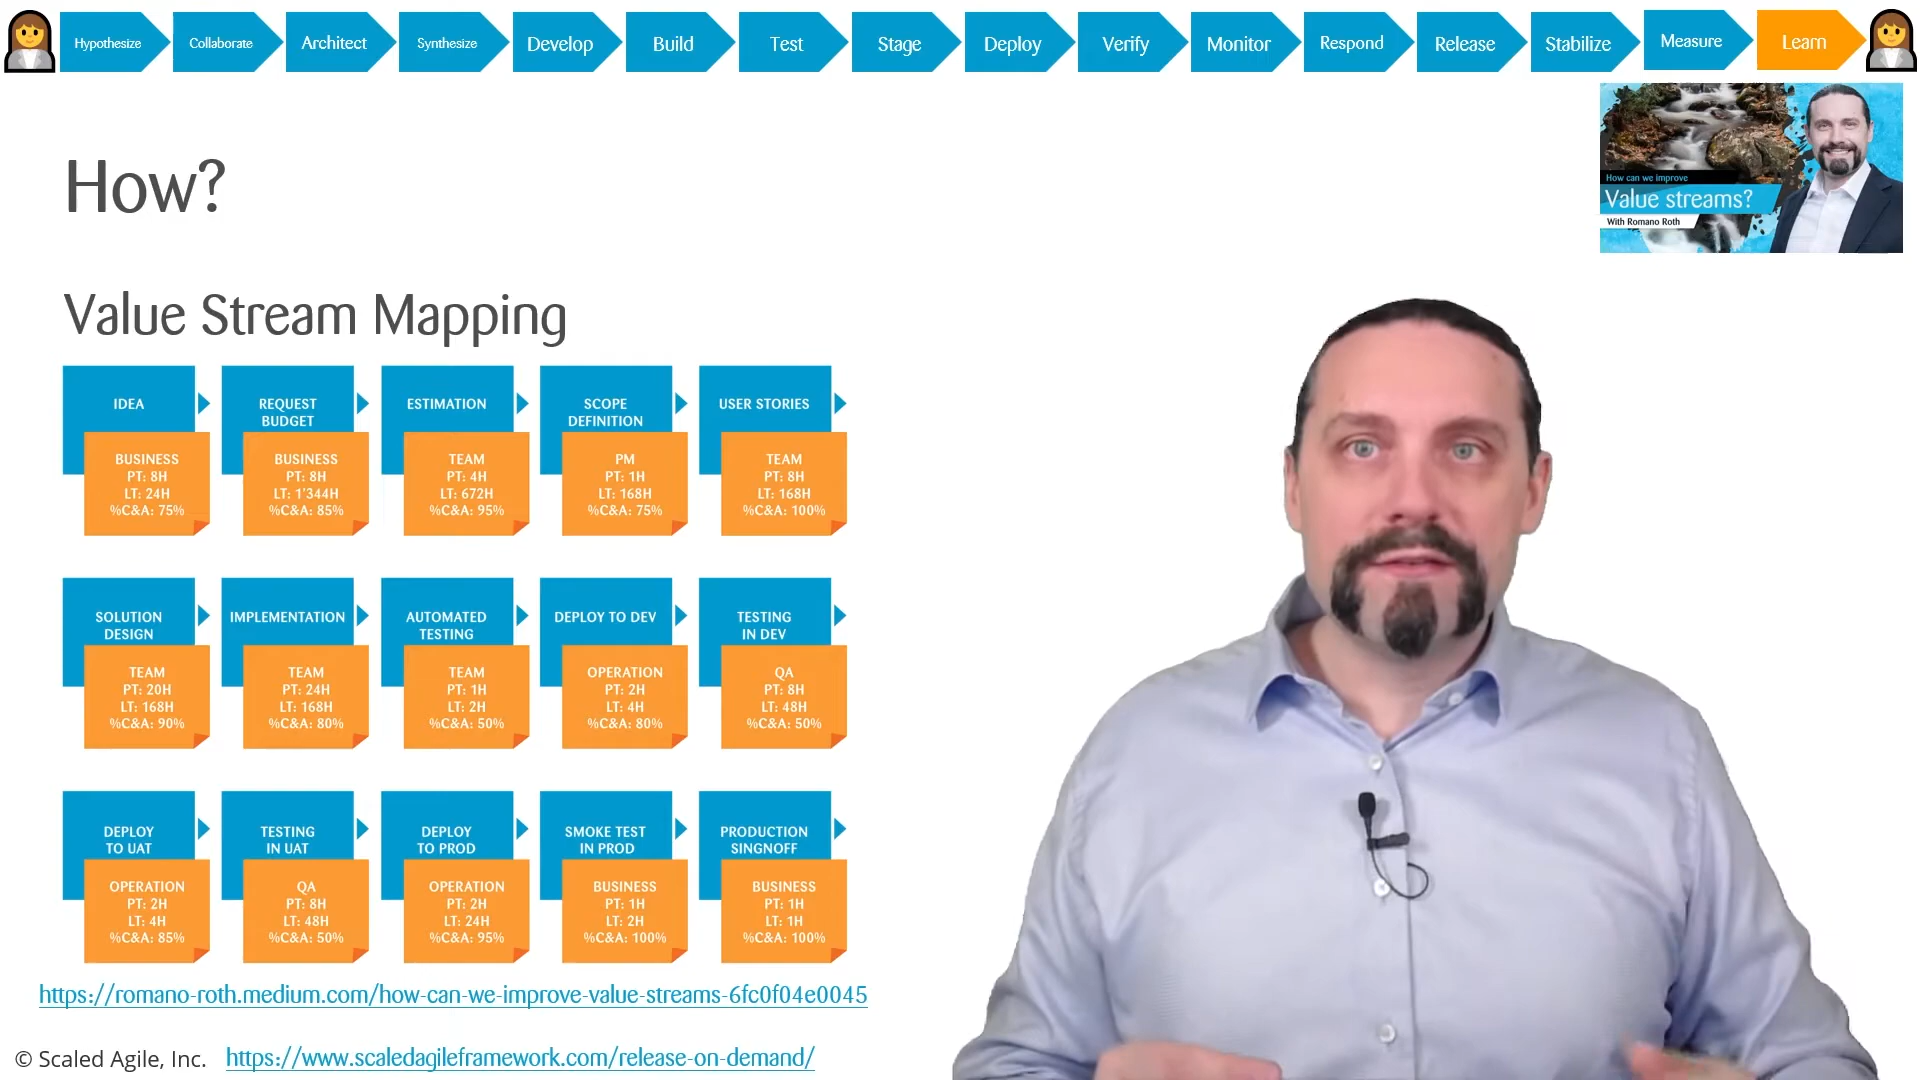 Hypothesize
Collaborate
Architect
Synthesize
Develop
Build
Test
Stage
Deploy
Verify
Monitor
Respond
Release
Stabilize
Measure
Learn
How can we improve
Value streams?
With Romano Roth
How?
Value Stream Mapping
IDEA
BUSINESS
PT: 8H
LT: 24H
%C&A: 75%
REQUEST
BUDGET
BUSINESS
PT: 8H
LT: 1'344H
%C&A: 85%
ESTIMATION
TEAM
PT: 4H
LT: 672H
%C&A: 95%
SCOPE
DEFINITION
PM
PT: 1H
LT: 168H
%C&A: 75%
USER STORIES
TEAM
PT: 8H
LT: 168H
%C&A: 100%
SOLUTION
DESIGN
TEAM
PT: 20H
LT: 168H
%C&A: 90%
IMPLEMENTATION
TEAM
PT: 24H
LT: 168H
%C&A: 80%
AUTOMATED
TESTING
TEAM
PT: 1H
LT: 2H
%C&A: 50%
DEPLOY TO DEV
OPERATION
PT: 2H
LT: 4H
%C&A: 80%
TESTING
IN DEV
QA
PT: 8H
LT: 48H
%C&A: 50%
DEPLOY
TO UAT
OPERATION
PT: 2H
LT: 4H
%C&A: 85%
TESTING
IN UAT
QA
PT: 8H
LT: 48H
%C&A: 50%
DEPLOY
TO PROD
OPERATION
PT: 2H
LT: 24H
%C&A: 95%
SMOKE TEST
IN PROD
BUSINESS
PT: 1H
LT: 2H
%C&A: 100%
PRODUCTION
SINGNOFF
BUSINESS
PT: 1H
LT: 1H
%C&A: 100%
https://romano-roth.medium.com/how-can-we-improve-value-streams-6fc0f04e0045
© Scaled Agile, Inc. https://www.scaledagileframework.com/release-on-demand/